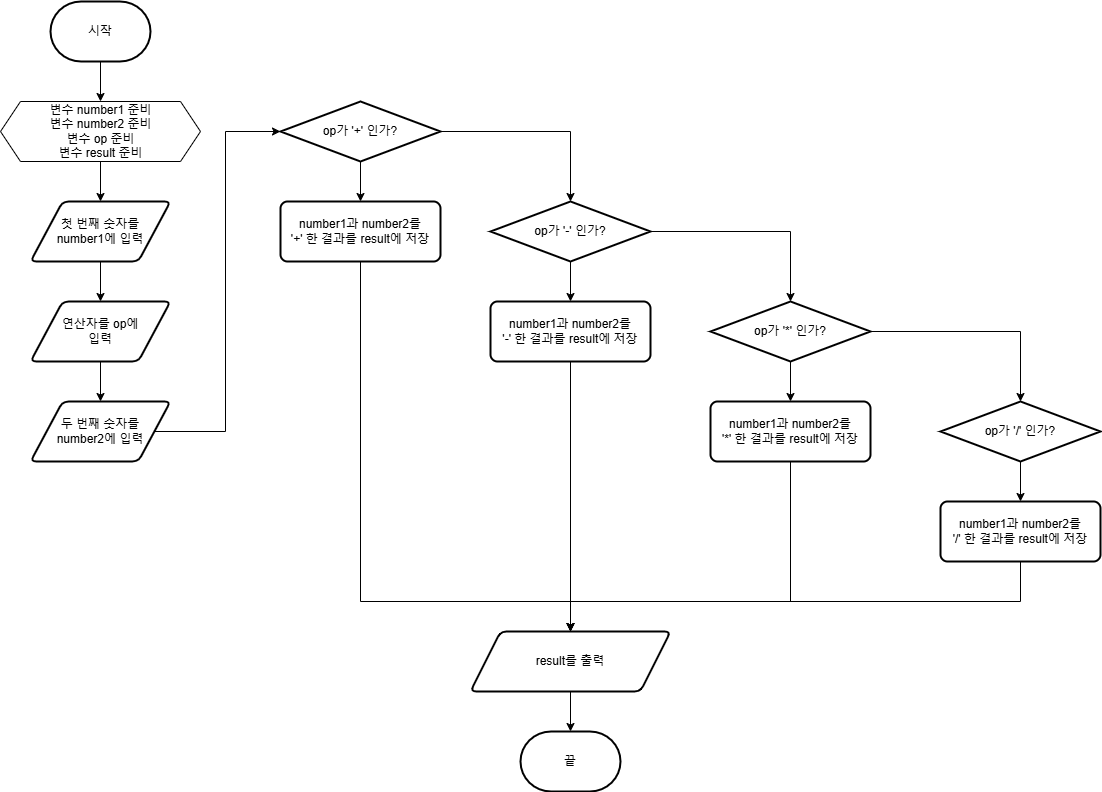 시작
변수 number1 준비
변수 number2 준비
변수 op 준비
변수 result 준비
첫 번째 숫자를
number1에 입력
연산자를 op에
입력
두 번째 숫자를
number2에 입력
op가 '+' 인가?
number1과 number2를
'+' 한 결과를 result에 저장
op가 '-' 인가?
number1과 number2를
'-' 한 결과를 result에 저장
op가 '*' 인가?
number1과 number2를
'*' 한 결과를 result에 저장
op가 '/' 인가?
number1과 number2를
'/' 한 결과를 result에 저장
result를 출력
끝